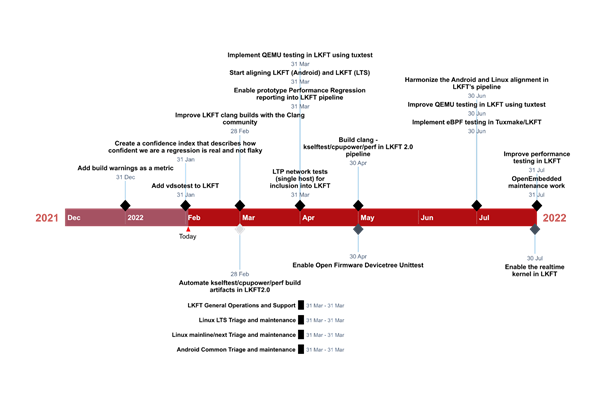 Implement QEMU testing in LKFT using tuxtest
31 Mar
Start aligning LKFT (Android) and LKFT (LTS)
31 Mar
Enable prototype Performance Regression
reporting into LKFT pipeline
31 Mar
Harmonize the Android and Linux alignment in
LKFT's pipeline
30 Jun
Improve QEMU testing in LKFT using tuxtest
30 Jun
Implement eBPF testing in Tuxmake/LKFT
30 Jun
Improve LKFT clang builds with the Clang
community
28 Feb
Create a confidence index that describes how
confident we are a regression is real and not flaky
31 Jan
Build clang -
kselftest/cpupower/perf in LKFT 2.0
pipeline
30 Apr
Improve performance
testing in LKFT
31 Jul
Add build warnings as a metric
31 Dec
LTP network tests
(single host) for
inclusion into LKFT
31 Mar
OpenEmbedded
maintenance work
31 Jul
Add vdsotest to LKFT
31 Jan
2021
Dec
2022
Feb
Mar
Apr
May
Jun
Jul
2022
Today
30 Apr
Enable Open Firmware Devicetree Unittest
30 Jul
Enable the realtime
kernel in LKFT
28 Feb
Automate kselftest/cpupower/perf build
artifacts in LKFT2.0
LKFT General Operations and Support 31 Mar - 31 Mar
Linux LTS Triage and maintenance 31 Mar - 31 Mar
Linux mainline/next Triage and maintenance 31 Mar - 31 Mar
Android Common Triage and maintenance 31 Mar - 31 Mar